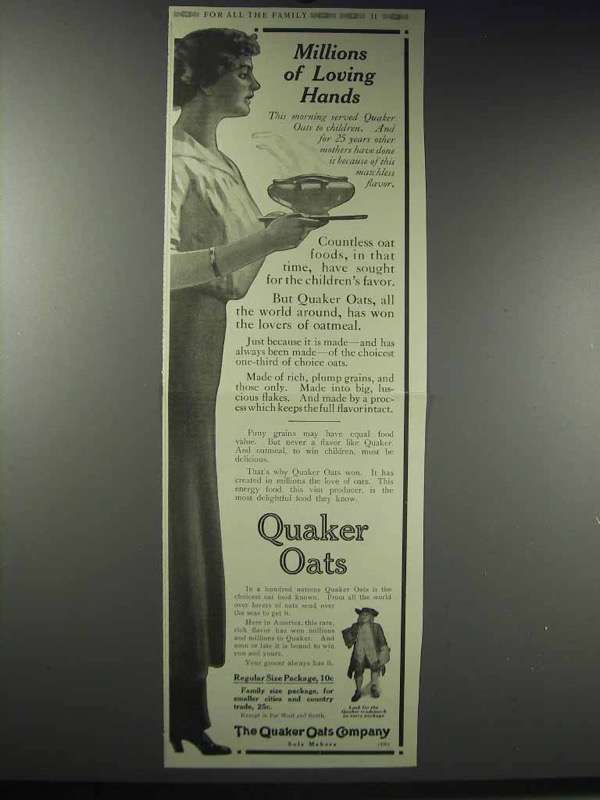 FOR ALL THE FAMILY
11
Millions
of Loving
Hands
This morning served Quaker
Oats to children. And
for 25 years other
mothers have done
it because of this
matchless
flavor.
Countless oat
foods, in that
time, have sought
for the children's favor.
But Quaker Oats, all
the world around, has won
the lovers of oatmeal.
Just because it is made—and has
always been made—of the choicest
one-third of choice oats.
Made of rich, plump grains, and
those only. Made into big, lus-
cious flakes. And made by a proc-
ess which keeps the full flavor intact.
Puny grains may have equal food
value. But never a flavor like Quaker.
And oatmeal, to win children, must be
delicious.
That's why Quaker Oats won. It has
created in millions the love of oats. This
energy food, this vim producer, is the
most delightful food they know.
Quaker
Oats
In a hundred nations Quaker Oats is the
choicest oat food known. From all the world
over lovers of oats send over
the seas to get it.
Here in America, this rare,
rich flavor has won millions
and millions to Quaker. And
soon or late it is bound to win
you and yours.
Your grocer always has it.
Regular Size Package, 10c
Family size package, for
smaller cities and country
trade, 25c.
Except in Far West and South.
Look for the
Quaker trademark
on every package
The Quaker Oats Company
Sole Makers